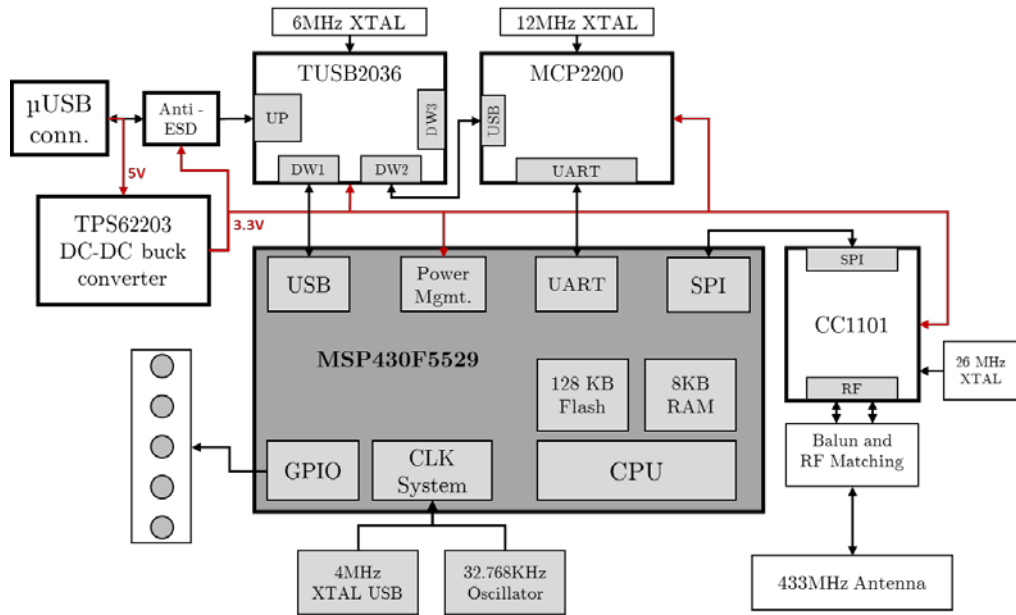 6MHz XTAL
12MHz XTAL
TUSB2036
MCP2200
µUSB
conn.
Anti -
ESD
UP
DW3
USB
DW1
DW2
UART
5V
3.3V
TPS62203
DC-DC buck
converter
USB
Power
Mgmt.
UART
SPI
SPI
CC1101
MSP430F5529
128 KB
Flash
8KB
RAM
26 MHz
XTAL
RF
Balun and
RF Matching
GPIO
CLK
System
CPU
4MHz
XTAL USB
32.768KHz
Oscillator
433MHz Antenna